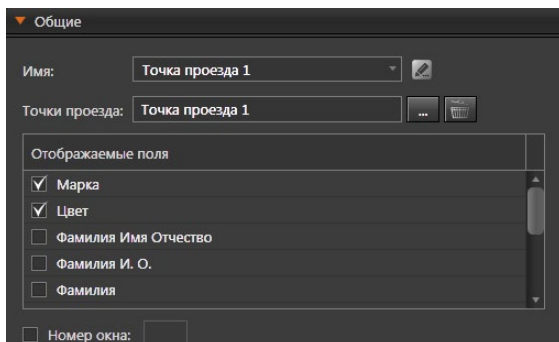 Общие
Имя: Точка проезда 1
Точки проезда: Точка проезда 1 ...
Отображаемые поля
Марка
Цвет
Фамилия Имя Отчество
Фамилия И. О.
Фамилия
Номер окна: